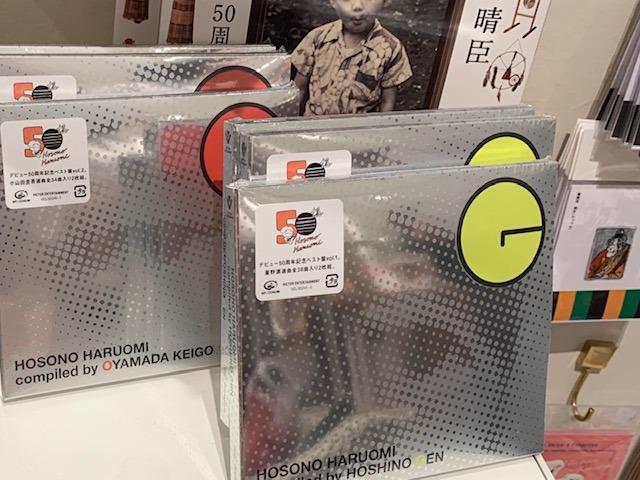 50周
晴臣
50th
Hosono
Haruomi
デビュー50周年記念ベスト盤vol.2。
小山田圭吾選曲全34曲入り2枚組。
VICTOR ENTERTAINMENT
HOSONO HARUOMI
compiled by OYAMADA KEIGO
50th
50th
Hosono
Haruomi
デビュー50周年記念ベスト盤vol.1。
星野源選曲全38曲入り2枚組。
VICTOR ENTERTAINMENT
HOSONO HARUOMI
compiled by HOSHINO GEN